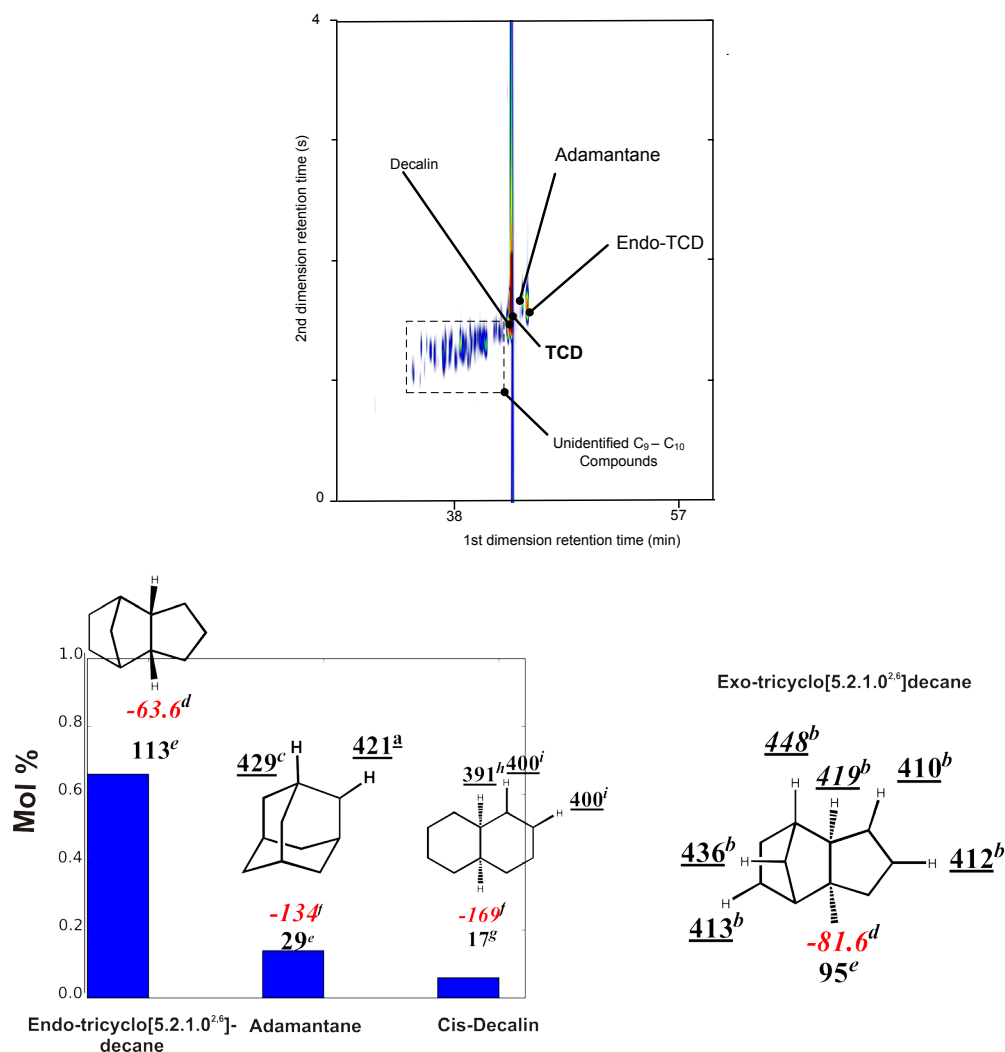 4
2nd dimension retention time (s)
Decalin
Adamantane
Endo-TCD
TCD
Unidentified C₉ – C₁₀
Compounds
0
38
57
1st dimension retention time (min)
H
H
-63.6ᵈ
113ᵉ
1.0
0.8
0.6
0.4
0.2
0.0
Mol %
429ᶜ
H
421ᵃ
H
-134ᶠ
29ᵉ
391ʰ
400ⁱ
H
H
400ⁱ
H
H
-169ᶠ
17ᵍ
Endo-tricyclo[5.2.1.0²,⁶]-
decane
Adamantane
Cis-Decalin
Exo-tricyclo[5.2.1.0²,⁶]decane
448ᵇ
419ᵇ
410ᵇ
H
H
H
436ᵇ
H
H
412ᵇ
H
413ᵇ
-81.6ᵈ
95ᵉ